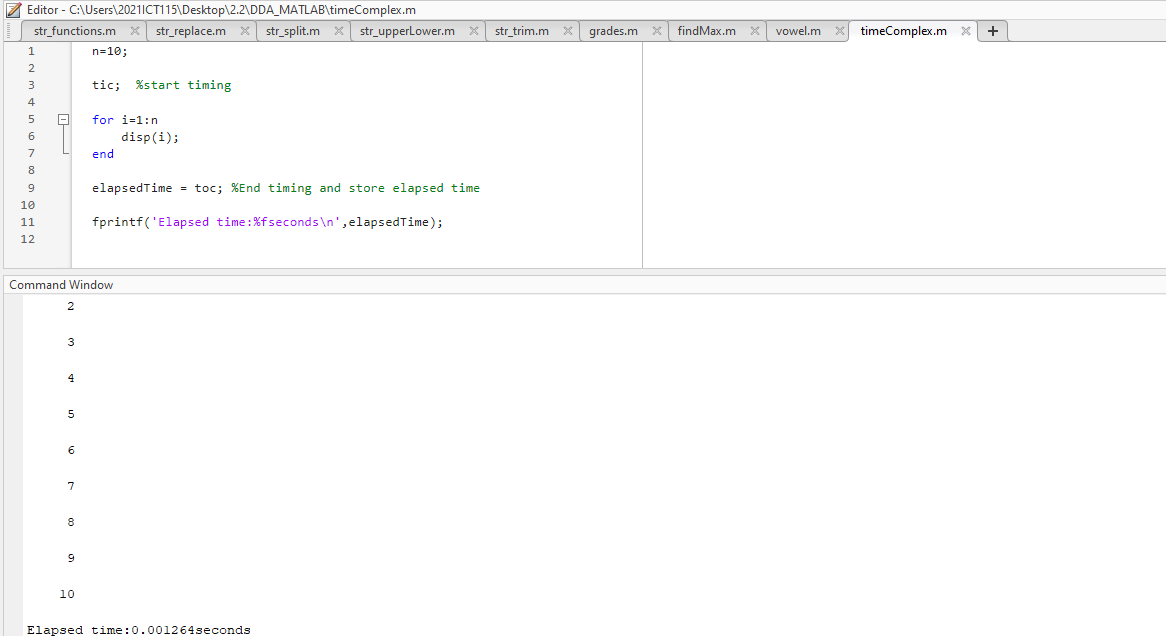 Editor - C:\Users\2021ICT115\Desktop\2.2\DDA_MATLAB\timeComplex.m
str_functions.m str_replace.m str_split.m str_upperLower.m str_trim.m grades.m findMax.m vowel.m timeComplex.m +
1 n=10;
2
3 tic; %start timing
4
5 for i=1:n
6 disp(i);
7 end
8
9 elapsedTime = toc; %End timing and store elapsed time
10
11 fprintf('Elapsed time:%fseconds\n',elapsedTime);
12
Command Window
2
3
4
5
6
7
8
9
10
Elapsed time:0.001264seconds